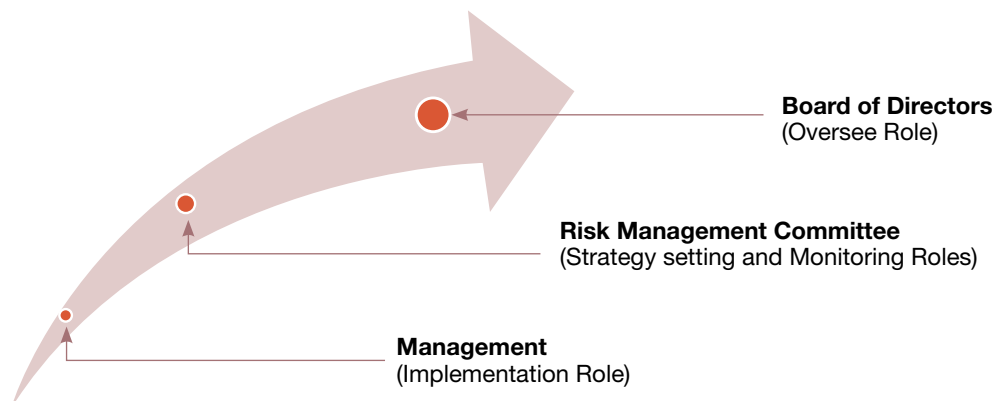 Board of Directors
(Oversee Role)
Risk Management Committee
(Strategy setting and Monitoring Roles)
Management
(Implementation Role)